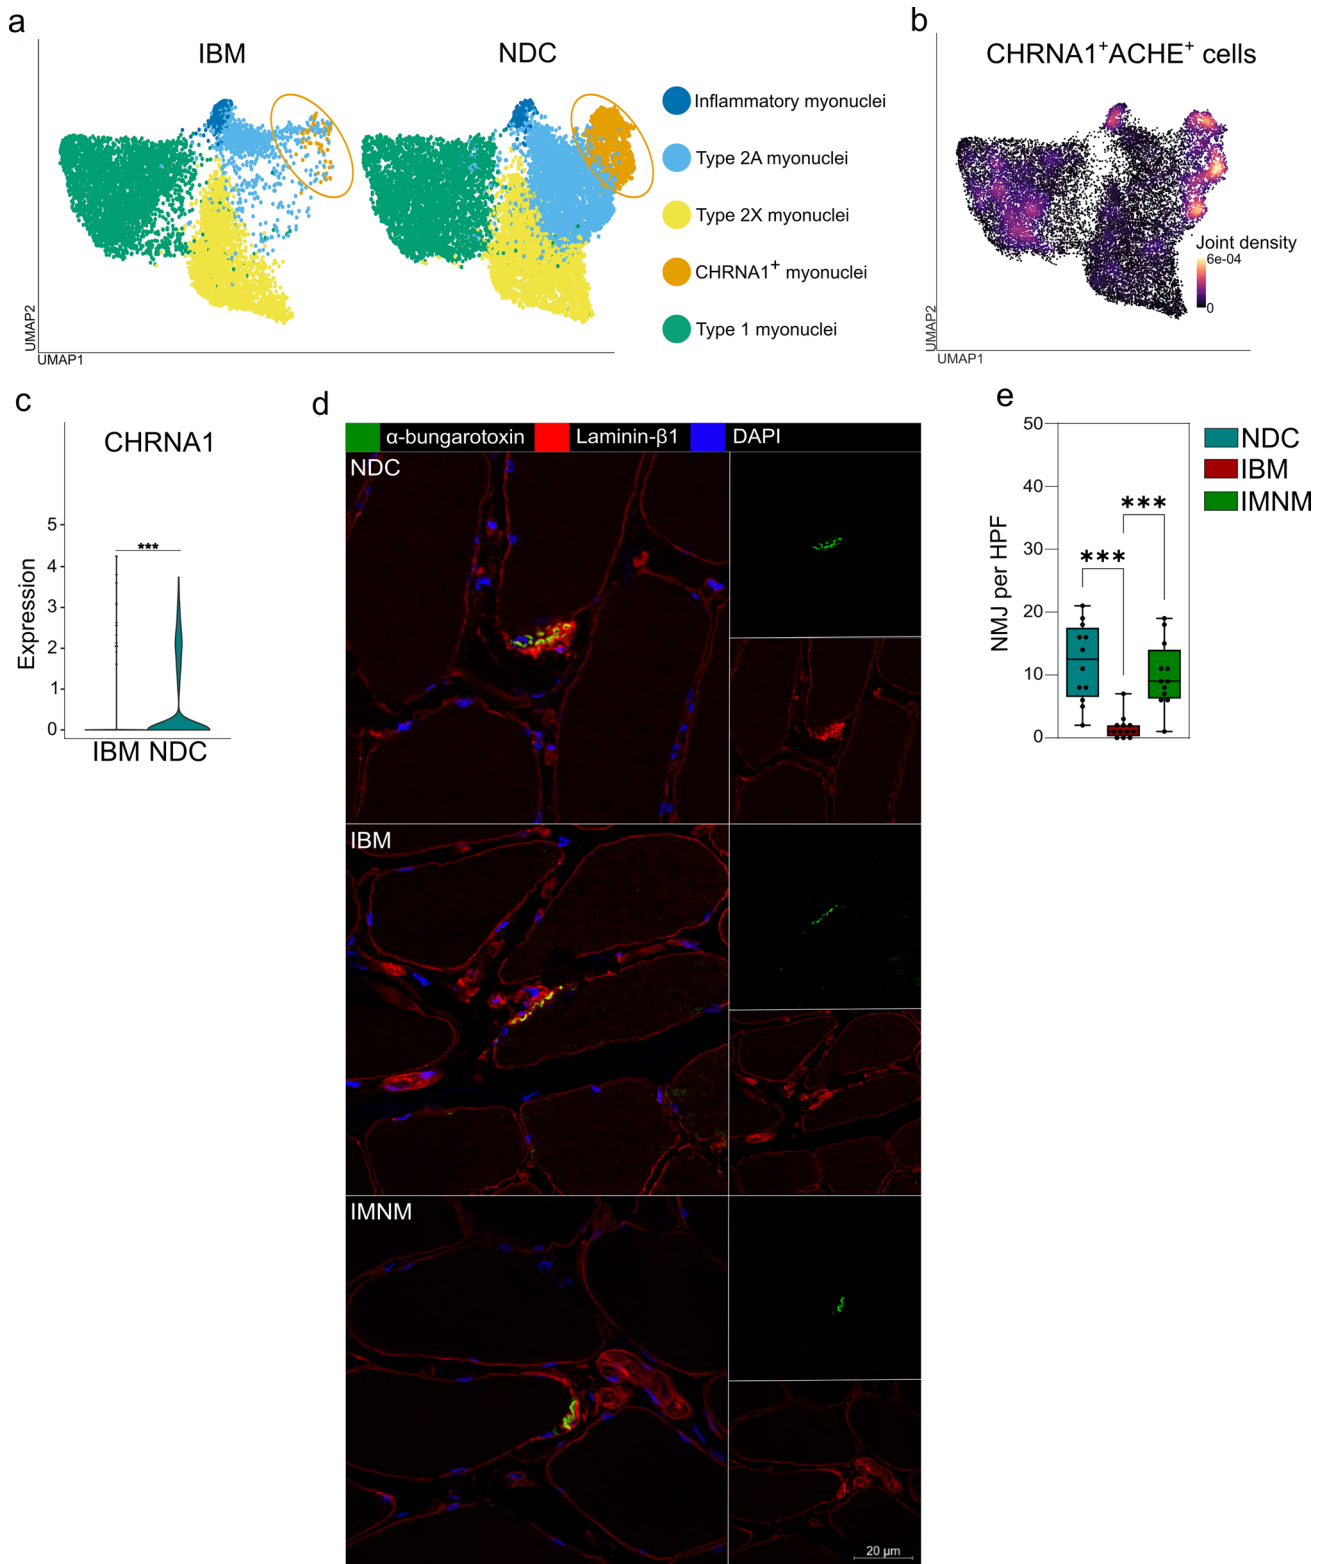 a
IBM
NDC
Inflammatory myonuclei
Type 2A myonuclei
Type 2X myonuclei
CHRNA1⁺ myonuclei
Type 1 myonuclei
UMAP2
UMAP1
b
CHRNA1⁺ACHE⁺ cells
Joint density
6e-04
0
UMAP2
UMAP1
c
CHRNA1
Expression
5
4
3
2
1
0
***
IBM NDC
d
α-bungarotoxin
Laminin-β1
DAPI
NDC
IBM
IMNM
20 µm
e
NMJ per HPF
50
40
30
20
10
0
***
***
NDC
IBM
IMNM